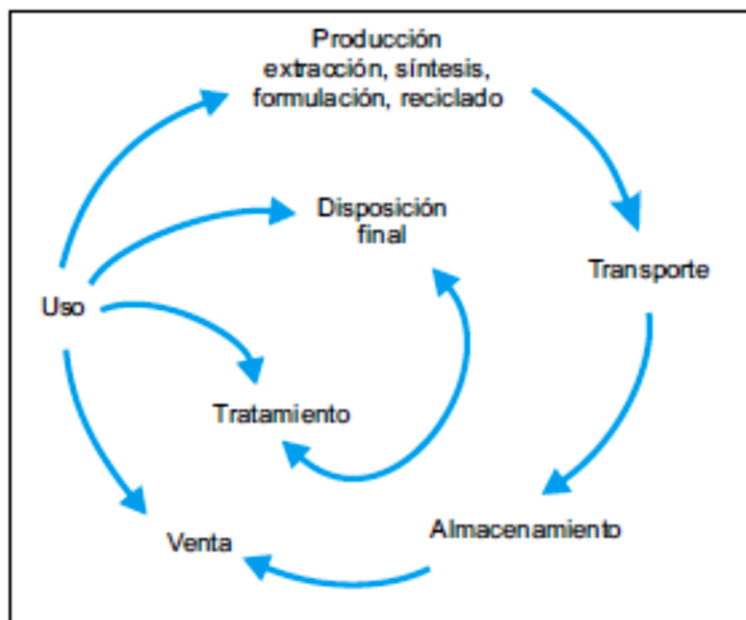 Producción
extracción, síntesis,
formulación, reciclado
Disposición
final
Transporte
Uso
Tratamiento
Almacenamiento
Venta